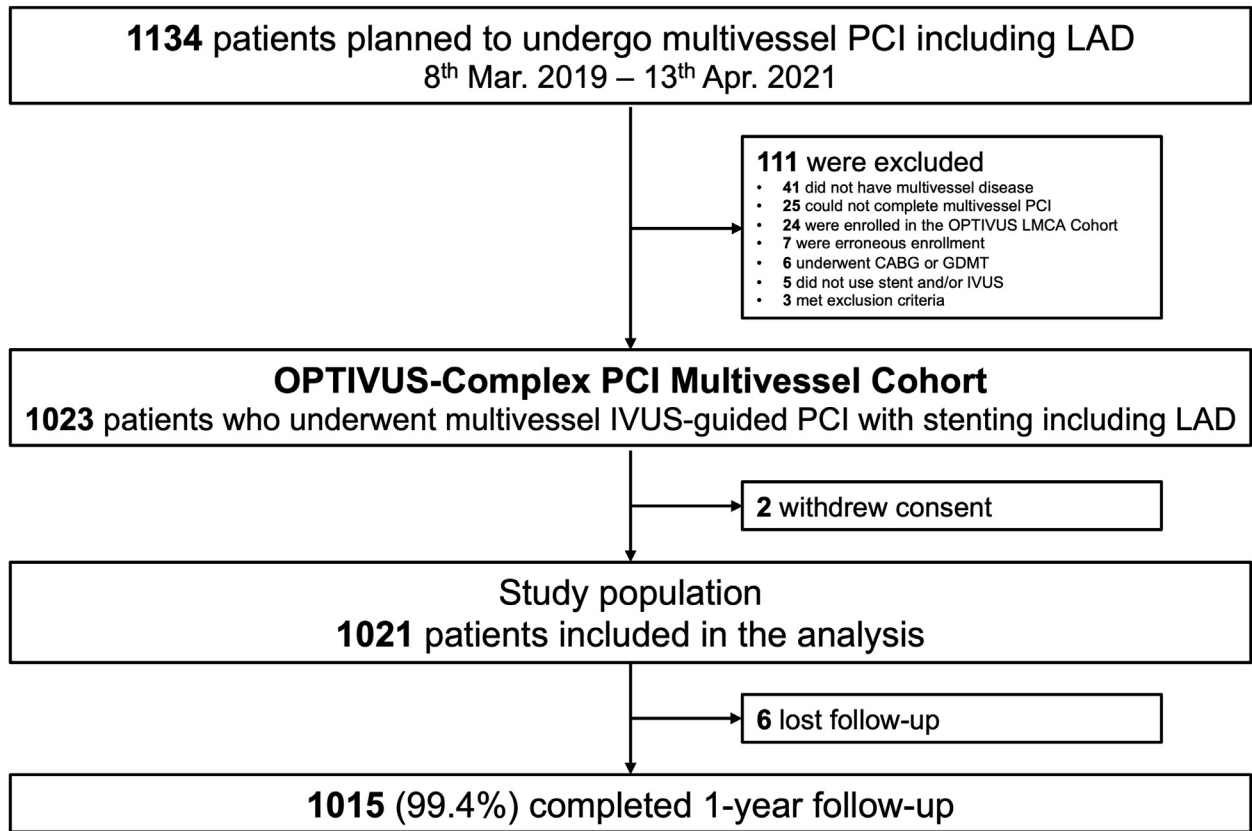 1134 patients planned to undergo multivessel PCI including LAD
8th Mar. 2019 – 13th Apr. 2021
111 were excluded
• 41 did not have multivessel disease
• 25 could not complete multivessel PCI
• 24 were enrolled in the OPTIVUS LMCA Cohort
• 7 were erroneous enrollment
• 6 underwent CABG or GDMT
• 5 did not use stent and/or IVUS
• 3 met exclusion criteria
OPTIVUS-Complex PCI Multivessel Cohort
1023 patients who underwent multivessel IVUS-guided PCI with stenting including LAD
2 withdrew consent
Study population
1021 patients included in the analysis
6 lost follow-up
1015 (99.4%) completed 1-year follow-up